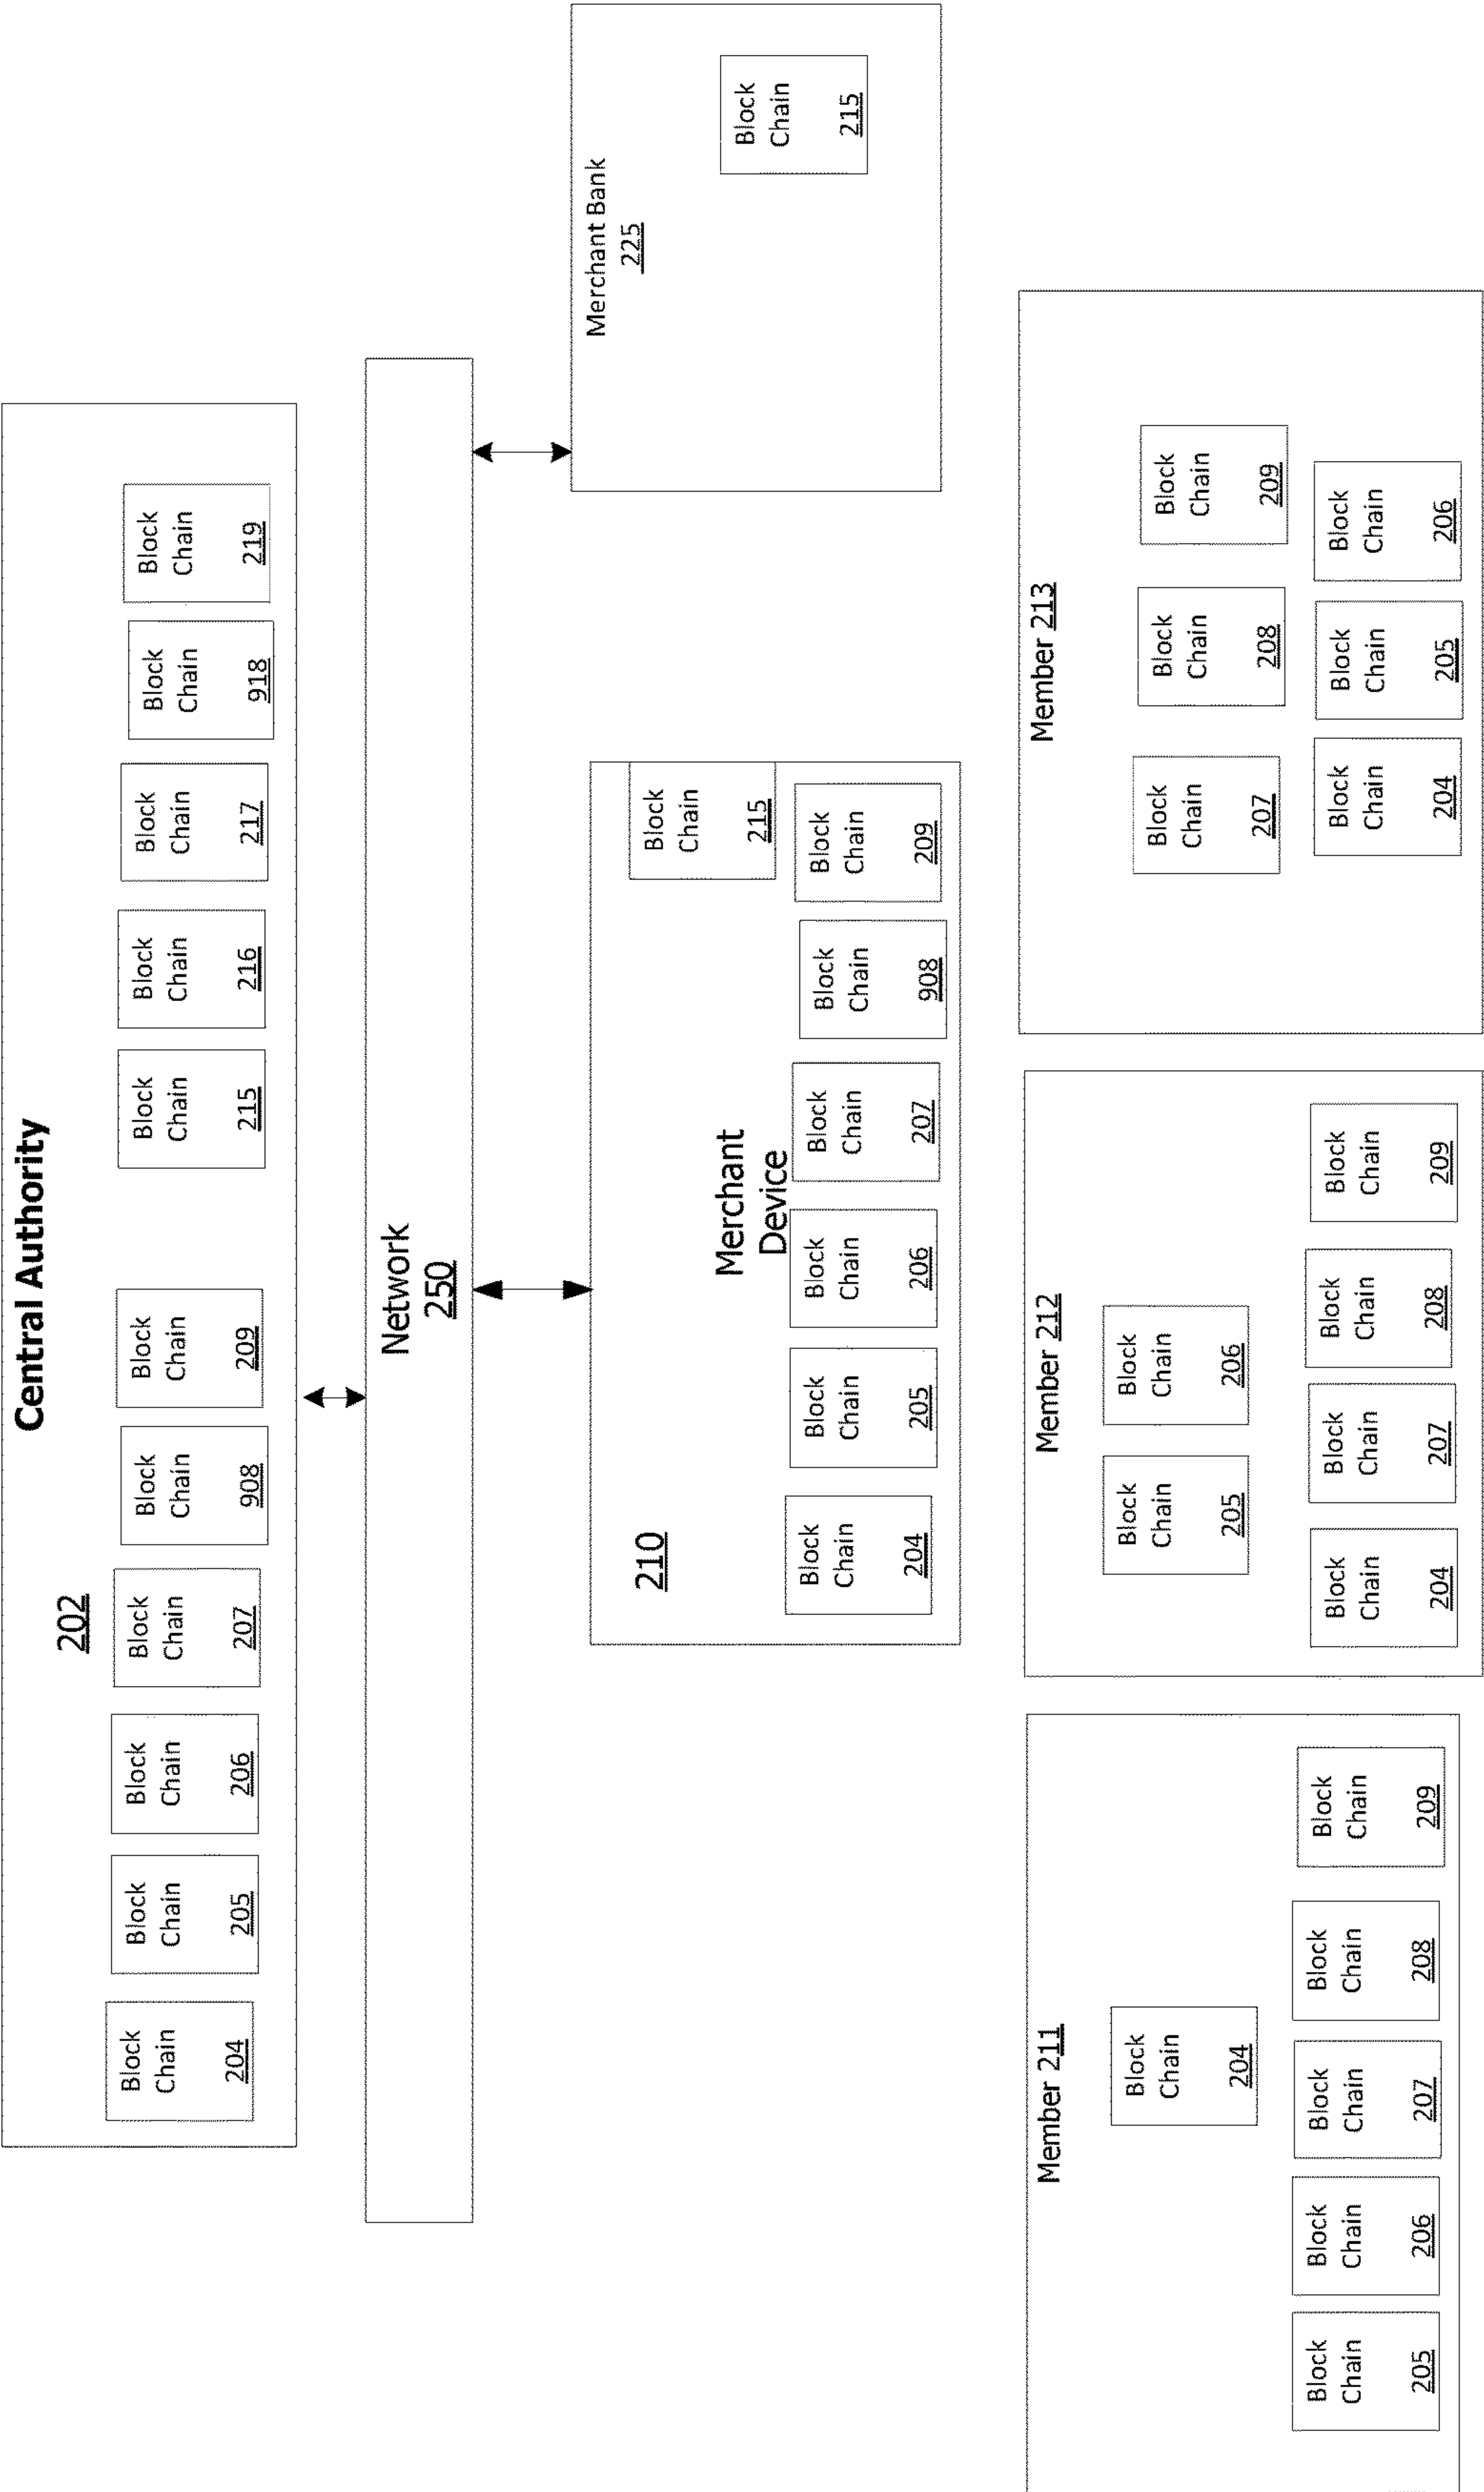 Central Authority
202
Block
Chain
204
Block
Chain
205
Block
Chain
206
Block
Chain
207
Block
Chain
908
Block
Chain
209
Block
Chain
215
Block
Chain
216
Block
Chain
217
Block
Chain
918
Block
Chain
219
Network
250
210
Merchant
Device
Block
Chain
215
Block
Chain
204
Block
Chain
205
Block
Chain
206
Block
Chain
207
Block
Chain
908
Block
Chain
209
Merchant Bank
225
Block
Chain
215
Member 211
Block
Chain
204
Block
Chain
205
Block
Chain
206
Block
Chain
207
Block
Chain
208
Block
Chain
209
Member 212
Block
Chain
205
Block
Chain
206
Block
Chain
204
Block
Chain
207
Block
Chain
208
Block
Chain
209
Member 213
Block
Chain
207
Block
Chain
208
Block
Chain
209
Block
Chain
204
Block
Chain
205
Block
Chain
206